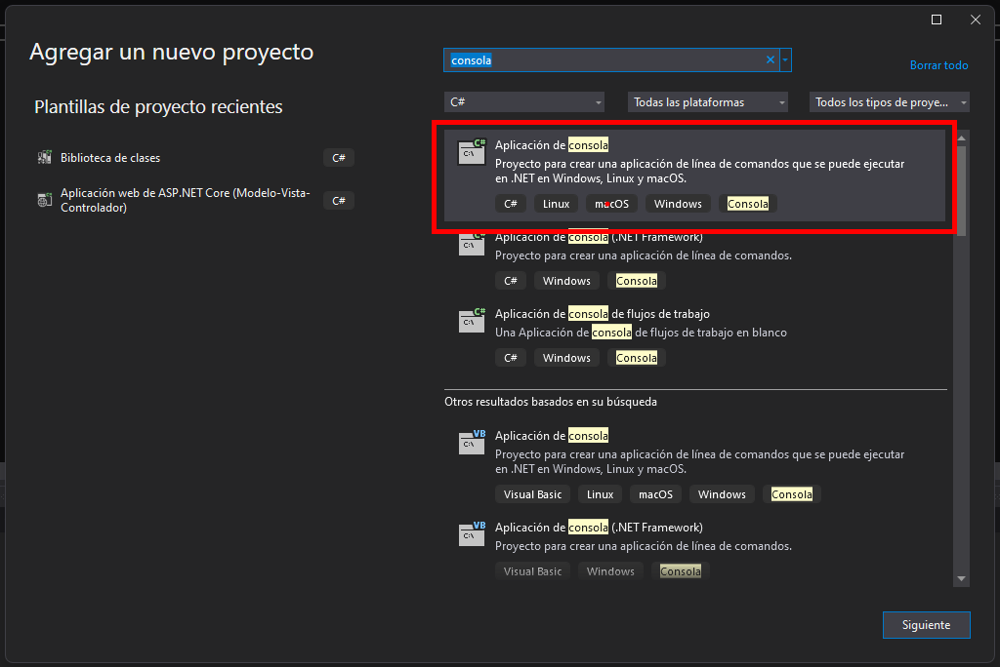 Agregar un nuevo proyecto
Plantillas de proyecto recientes
Biblioteca de clases
C#
Aplicación web de ASP.NET Core (Modelo-Vista-
Controlador)
C#
consola
Borrar todo
C#
Todas las plataformas
Todos los tipos de proye...
C#
C:\
Aplicación de consola
Proyecto para crear una aplicación de línea de comandos que se puede ejecutar
en .NET en Windows, Linux y macOS.
C# Linux macOS Windows Consola
C#
C:\
Aplicación de consola (.NET Framework)
Proyecto para crear una aplicación de línea de comandos.
C# Windows Consola
C#
C:\
Aplicación de consola de flujos de trabajo
Una Aplicación de consola de flujos de trabajo en blanco
C# Windows Consola
Otros resultados basados en su búsqueda
VB
C:\
Aplicación de consola
Proyecto para crear una aplicación de línea de comandos que se puede ejecutar
en .NET en Windows, Linux y macOS.
Visual Basic Linux macOS Windows Consola
VB
C:\
Aplicación de consola (.NET Framework)
Proyecto para crear una aplicación de línea de comandos.
Visual Basic Windows Consola
Siguiente